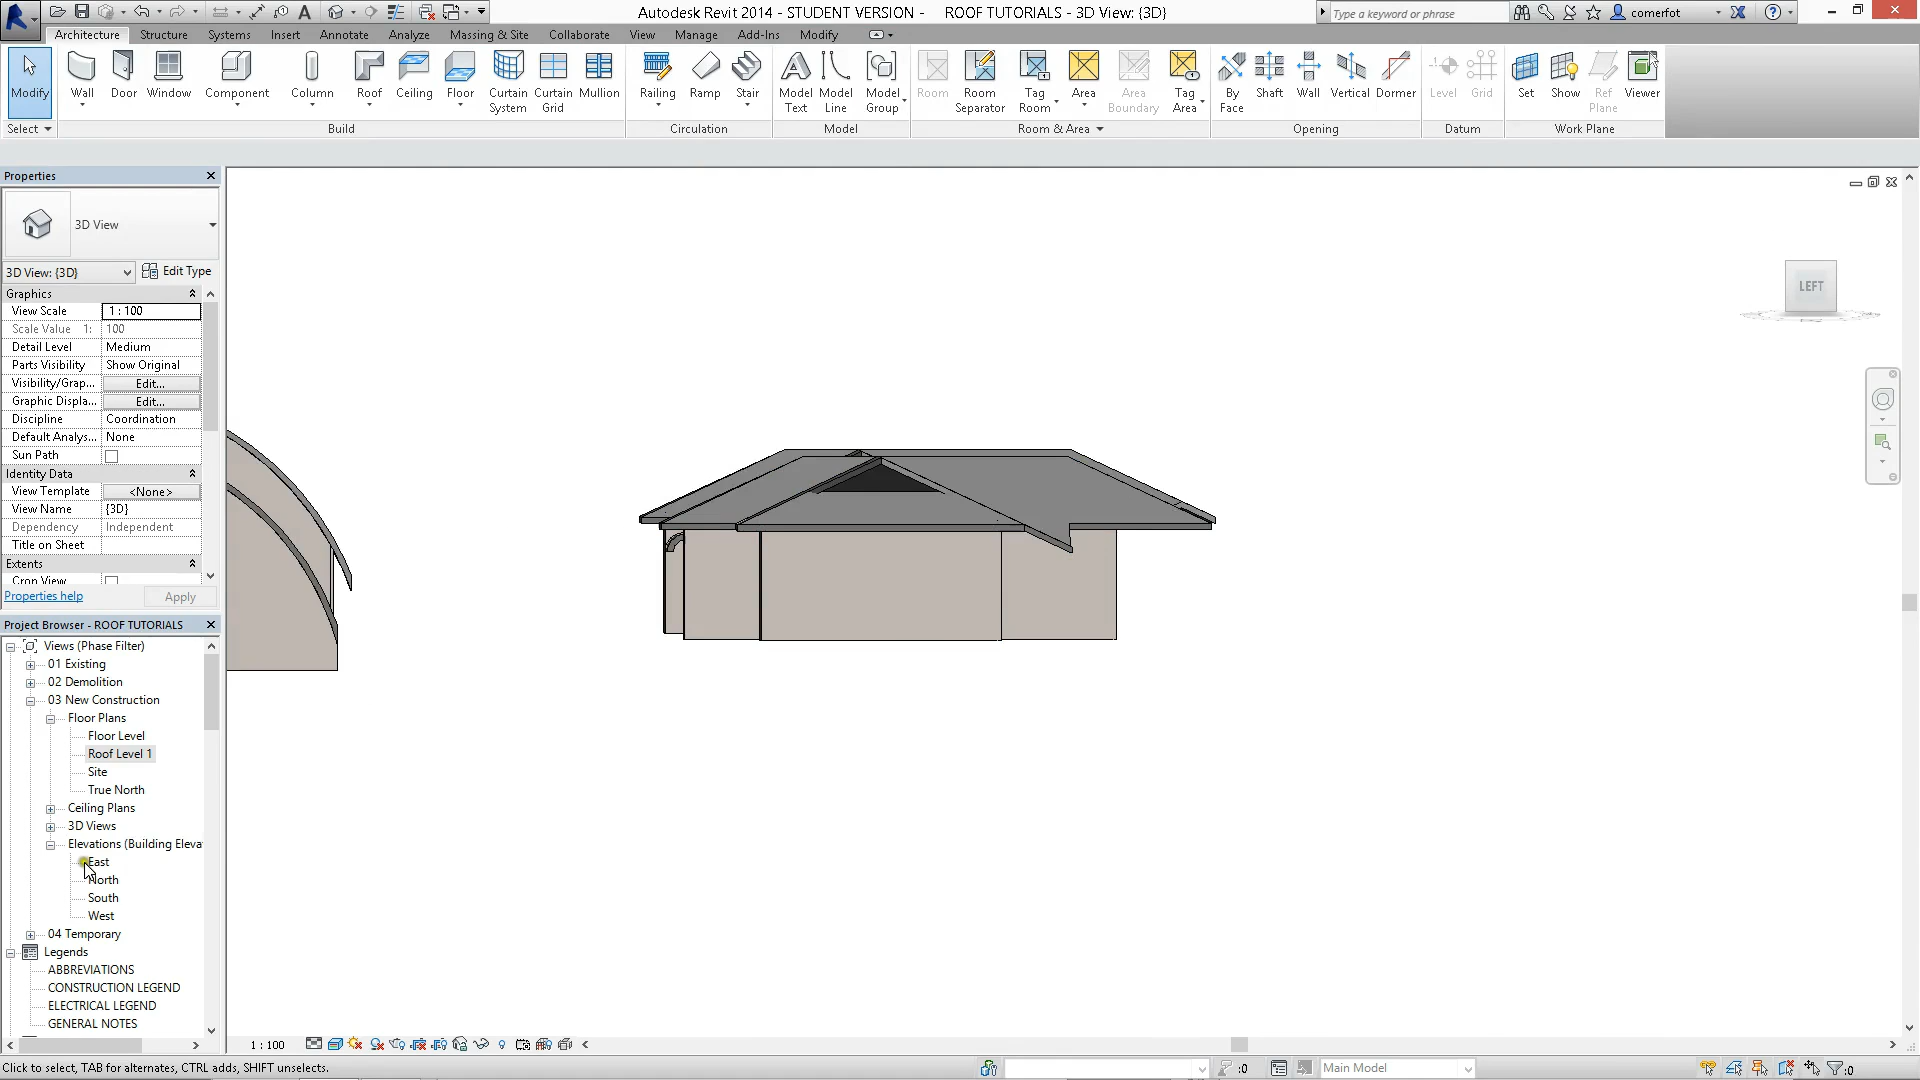 Autodesk Revit 2014 - STUDENT VERSION - ROOF TUTORIALS - 3D View: {3D}
Type a keyword or phrase
comerfot
Architecture Structure Systems Insert Annotate Analyze Massing & Site Collaborate View Manage Add-Ins Modify
Modify Wall Door Window Component Column Roof Ceiling Floor Curtain System Curtain Grid Mullion Railing Ramp Stair Model Text Model Line Model Group Room Room Separator Tag Room Area Area Boundary Tag Area By Face Shaft Wall Vertical Dormer Level Grid Set Show Ref Plane Viewer
Select Build Circulation Model Room & Area Opening Datum Work Plane
Properties
3D View
3D View: {3D} Edit Type
Graphics
View Scale 1 : 100
Scale Value 1: 100
Detail Level Medium
Parts Visibility Show Original
Visibility/Grap... Edit...
Graphic Displa... Edit...
Discipline Coordination
Default Analys... None
Sun Path
Identity Data
View Template <None>
View Name {3D}
Dependency Independent
Title on Sheet
Extents
Crop View
Properties help Apply
LEFT
Project Browser - ROOF TUTORIALS
Views (Phase Filter)
01 Existing
02 Demolition
03 New Construction
Floor Plans
Floor Level
Roof Level 1
Site
True North
Ceiling Plans
3D Views
Elevations (Building Eleva
East
North
South
West
04 Temporary
Legends
ABBREVIATIONS
CONSTRUCTION LEGEND
ELECTRICAL LEGEND
GENERAL NOTES
1 : 100
Click to select, TAB for alternates, CTRL adds, SHIFT unselects.
:0
Main Model
:0